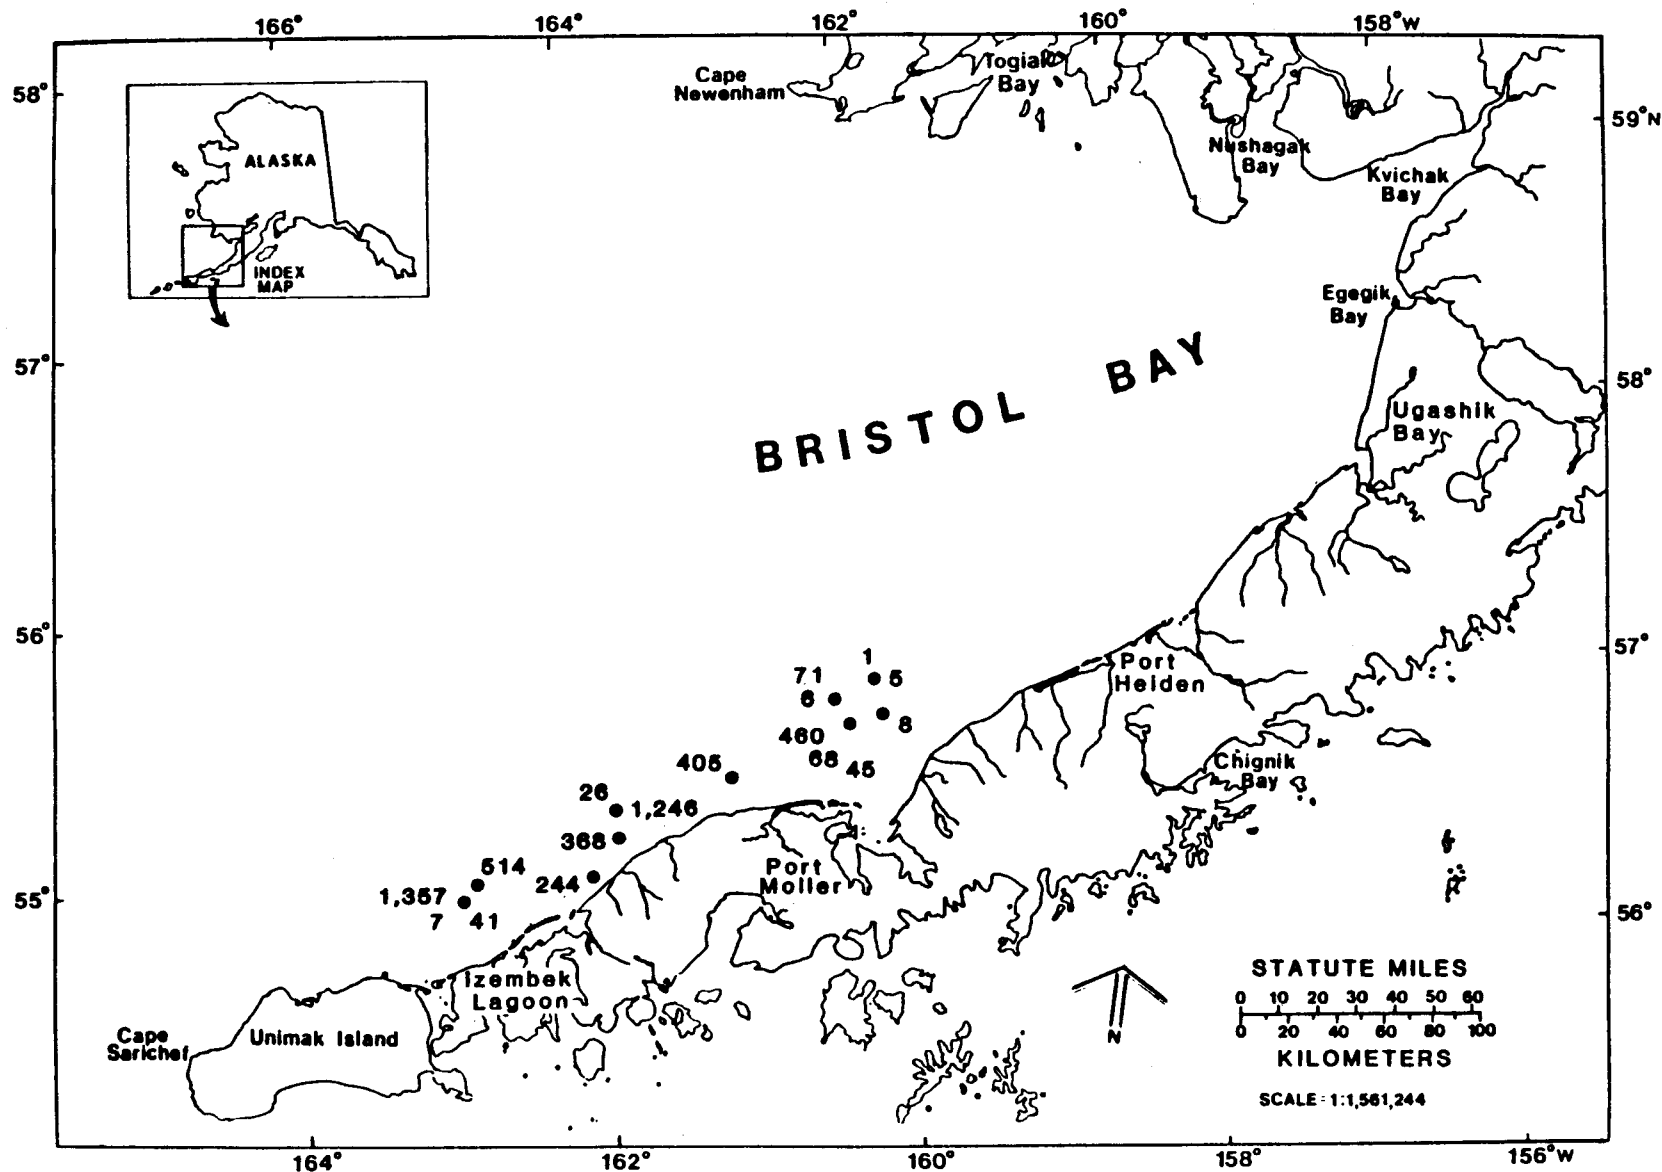 166° 164° 162° 160° 158°W
58°
Cape
Newenham
Togiak
Bay
59°N
ALASKA
Nushagak
Bay
Kvichak
Bay
INDEX
MAP
Egegik
Bay
57°
BRISTOL BAY
58°
Ugashik
Bay
56°
57°
1
71 5
6
8
460
68 45
Port
Heiden
405
Chignik
Bay
26
1,246
368
514
244
1,357
7 41
Port
Moller
55°
56°
Izembek
Lagoon
Cape
Sarichef
Unimak Island
N
STATUTE MILES
0 10 20 30 40 50 60
0 20 40 60 80 100
KILOMETERS
SCALE = 1:1,561,244
164° 162° 160° 158° 156°W